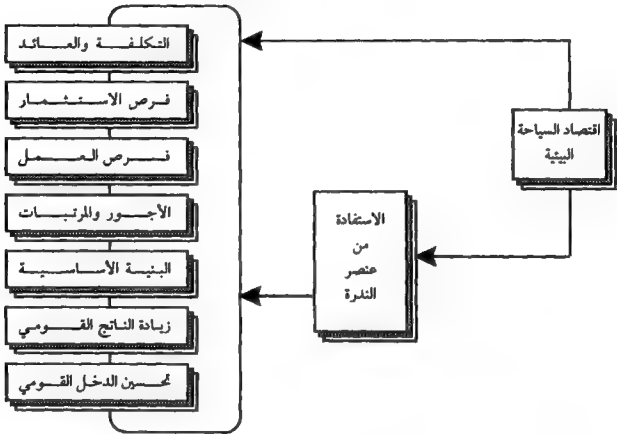 اقتصاد السياحة
البيئية
الاستفادة
من
عنصر
الندرة
التكلفة والعائد
فرص الاستثمار
فرص العمل
الأجور والمرتبات
البنية الأساسية
زيادة الناتج القومي
تحسين الدخل القومي